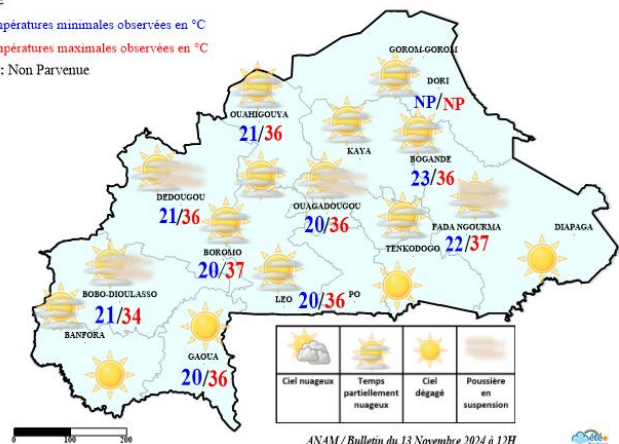 températures minimales observées en °C
températures maximales observées en °C
: Non Parvenue
GOROM-GOROM
DORI
NP/NP
OUAHIGOUYA
21/36
KAYA
BOGANDE
23/36
DEDOUGOU
21/36
OUAGADOUGOU
20/36
FADA NGOURMA
22/37
DIAPAGA
TENKODOGO
BOROMO
20/37
LEO 20/36 PO
BOBO-DIOULASSO
21/34
BANFORA
GAOUA
20/36
Ciel nuageux
Temps partiellement nuageux
Ciel dégagé
Poussière en suspension
0 100 200
ANAM / Bulletin du 13 Novembre 2024 à 12H